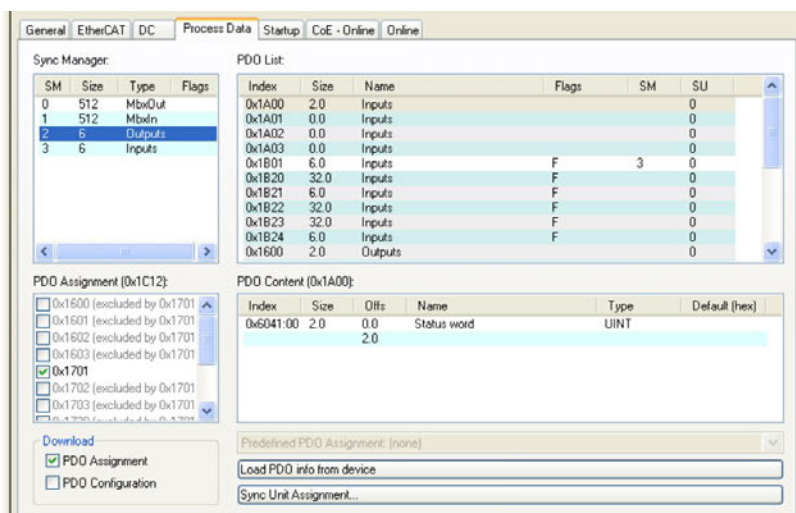 General EtherCAT DC Process Data Startup CoE - Online Online
Sync Manager:
SM Size Type Flags
0 512 MbxOut
1 512 MbxIn
2 6 Outputs
3 6 Inputs
PDO List:
Index Size Name Flags SM SU
0x1A00 2.0 Inputs 0
0x1A01 0.0 Inputs 0
0x1A02 0.0 Inputs 0
0x1A03 0.0 Inputs 0
0x1B01 6.0 Inputs F 3 0
0x1B20 32.0 Inputs F 0
0x1B21 6.0 Inputs F 0
0x1B22 32.0 Inputs F 0
0x1B23 32.0 Inputs F 0
0x1B24 6.0 Inputs F 0
0x1600 2.0 Outputs 0
PDO Assignment (0x1C12):
0x1600 (excluded by 0x1701
0x1601 (excluded by 0x1701
0x1602 (excluded by 0x1701
0x1603 (excluded by 0x1701
0x1701
0x1702 (excluded by 0x1701
0x1703 (excluded by 0x1701
PDO Content (0x1A00):
Index Size Offs Name Type Default (hex)
0x6041:00 2.0 0.0 Status word UINT
2.0
Download
PDO Assignment
PDO Configuration
Predefined PDO Assignment: (none)
Load PDO info from device
Sync Unit Assignment...